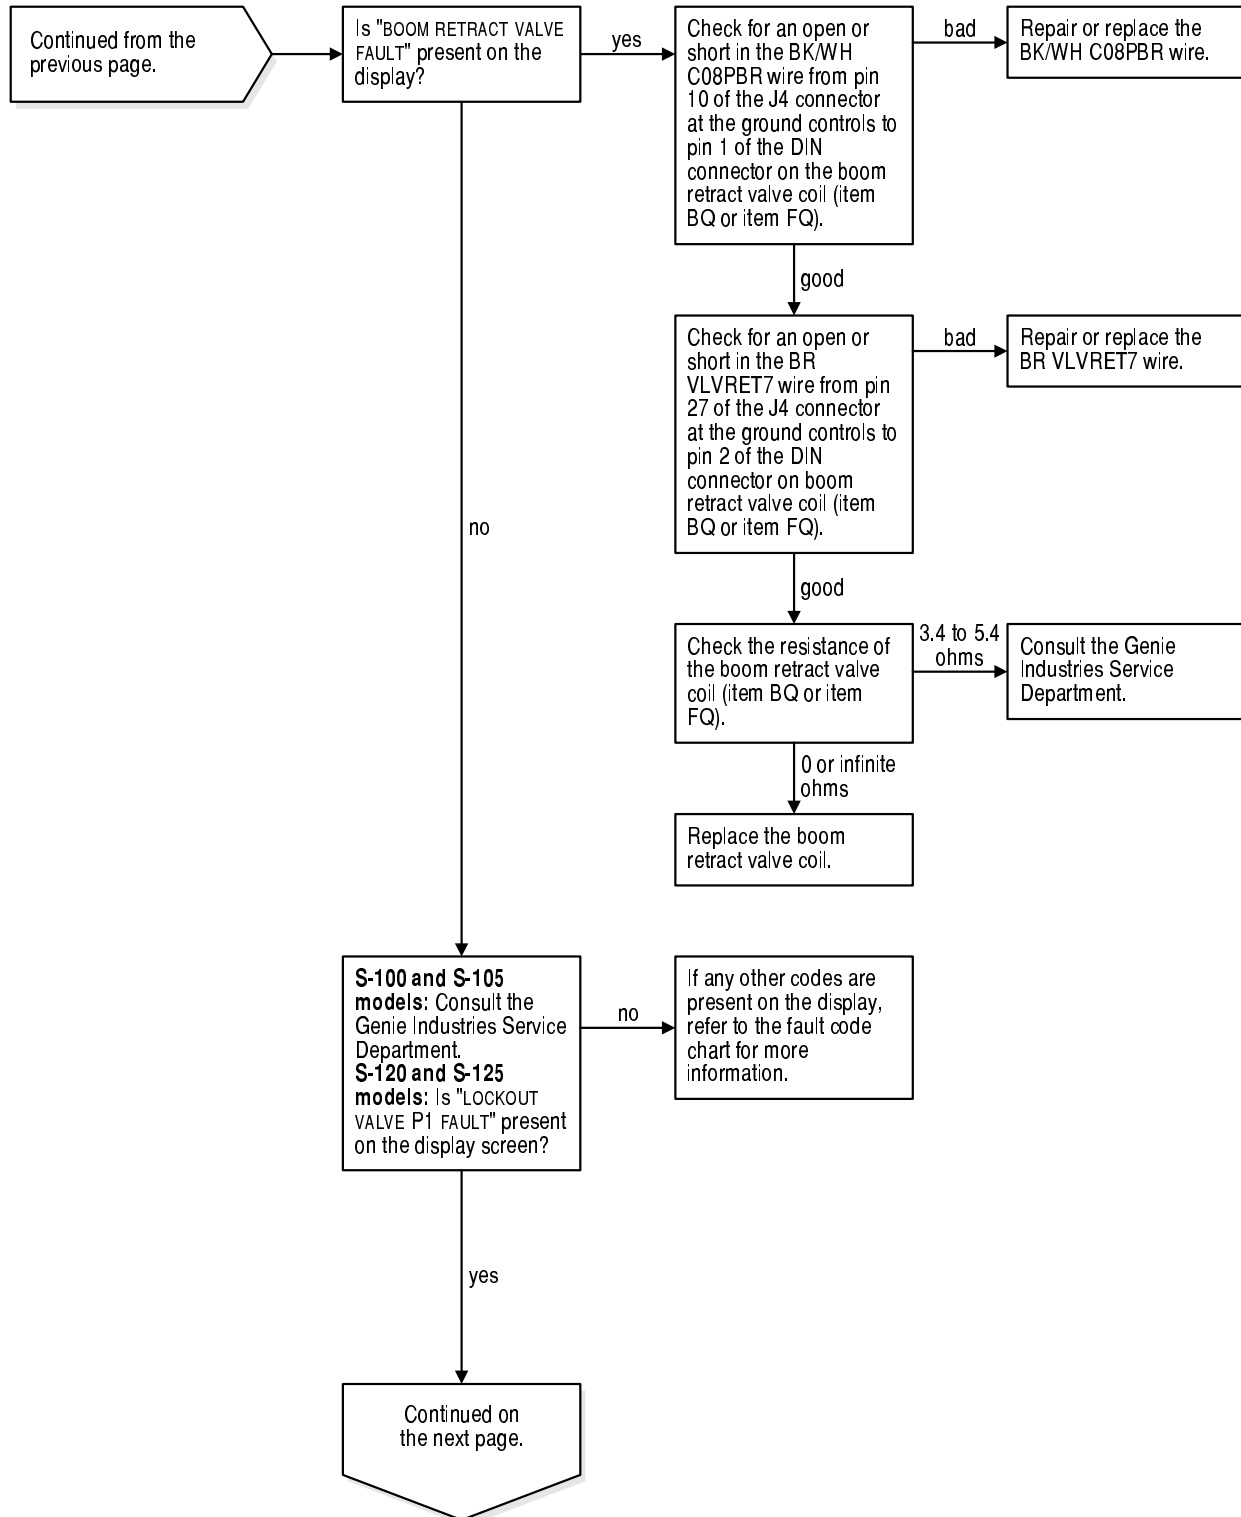 Continued from the
previous page.
Is "BOOM RETRACT VALVE
FAULT" present on the
display?
yes
Check for an open or
short in the BK/WH
C08PBR wire from pin
10 of the J4 connector
at the ground controls to
pin 1 of the DIN
connector on the boom
retract valve coil (item
BQ or item FQ).
bad
Repair or replace the
BK/WH C08PBR wire.
good
Check for an open or
short in the BR
VLVRET7 wire from pin
27 of the J4 connector
at the ground controls to
pin 2 of the DIN
connector on boom
retract valve coil (item
BQ or item FQ).
bad
Repair or replace the
BR VLVRET7 wire.
no
good
Check the resistance of
the boom retract valve
coil (item BQ or item
FQ).
3.4 to 5.4
ohms
Consult the Genie
Industries Service
Department.
0 or infinite
ohms
Replace the boom
retract valve coil.
S-100 and S-105
models: Consult the
Genie Industries Service
Department.
S-120 and S-125
models: Is "LOCKOUT
VALVE P1 FAULT" present
on the display screen?
no
If any other codes are
present on the display,
refer to the fault code
chart for more
information.
yes
Continued on
the next page.